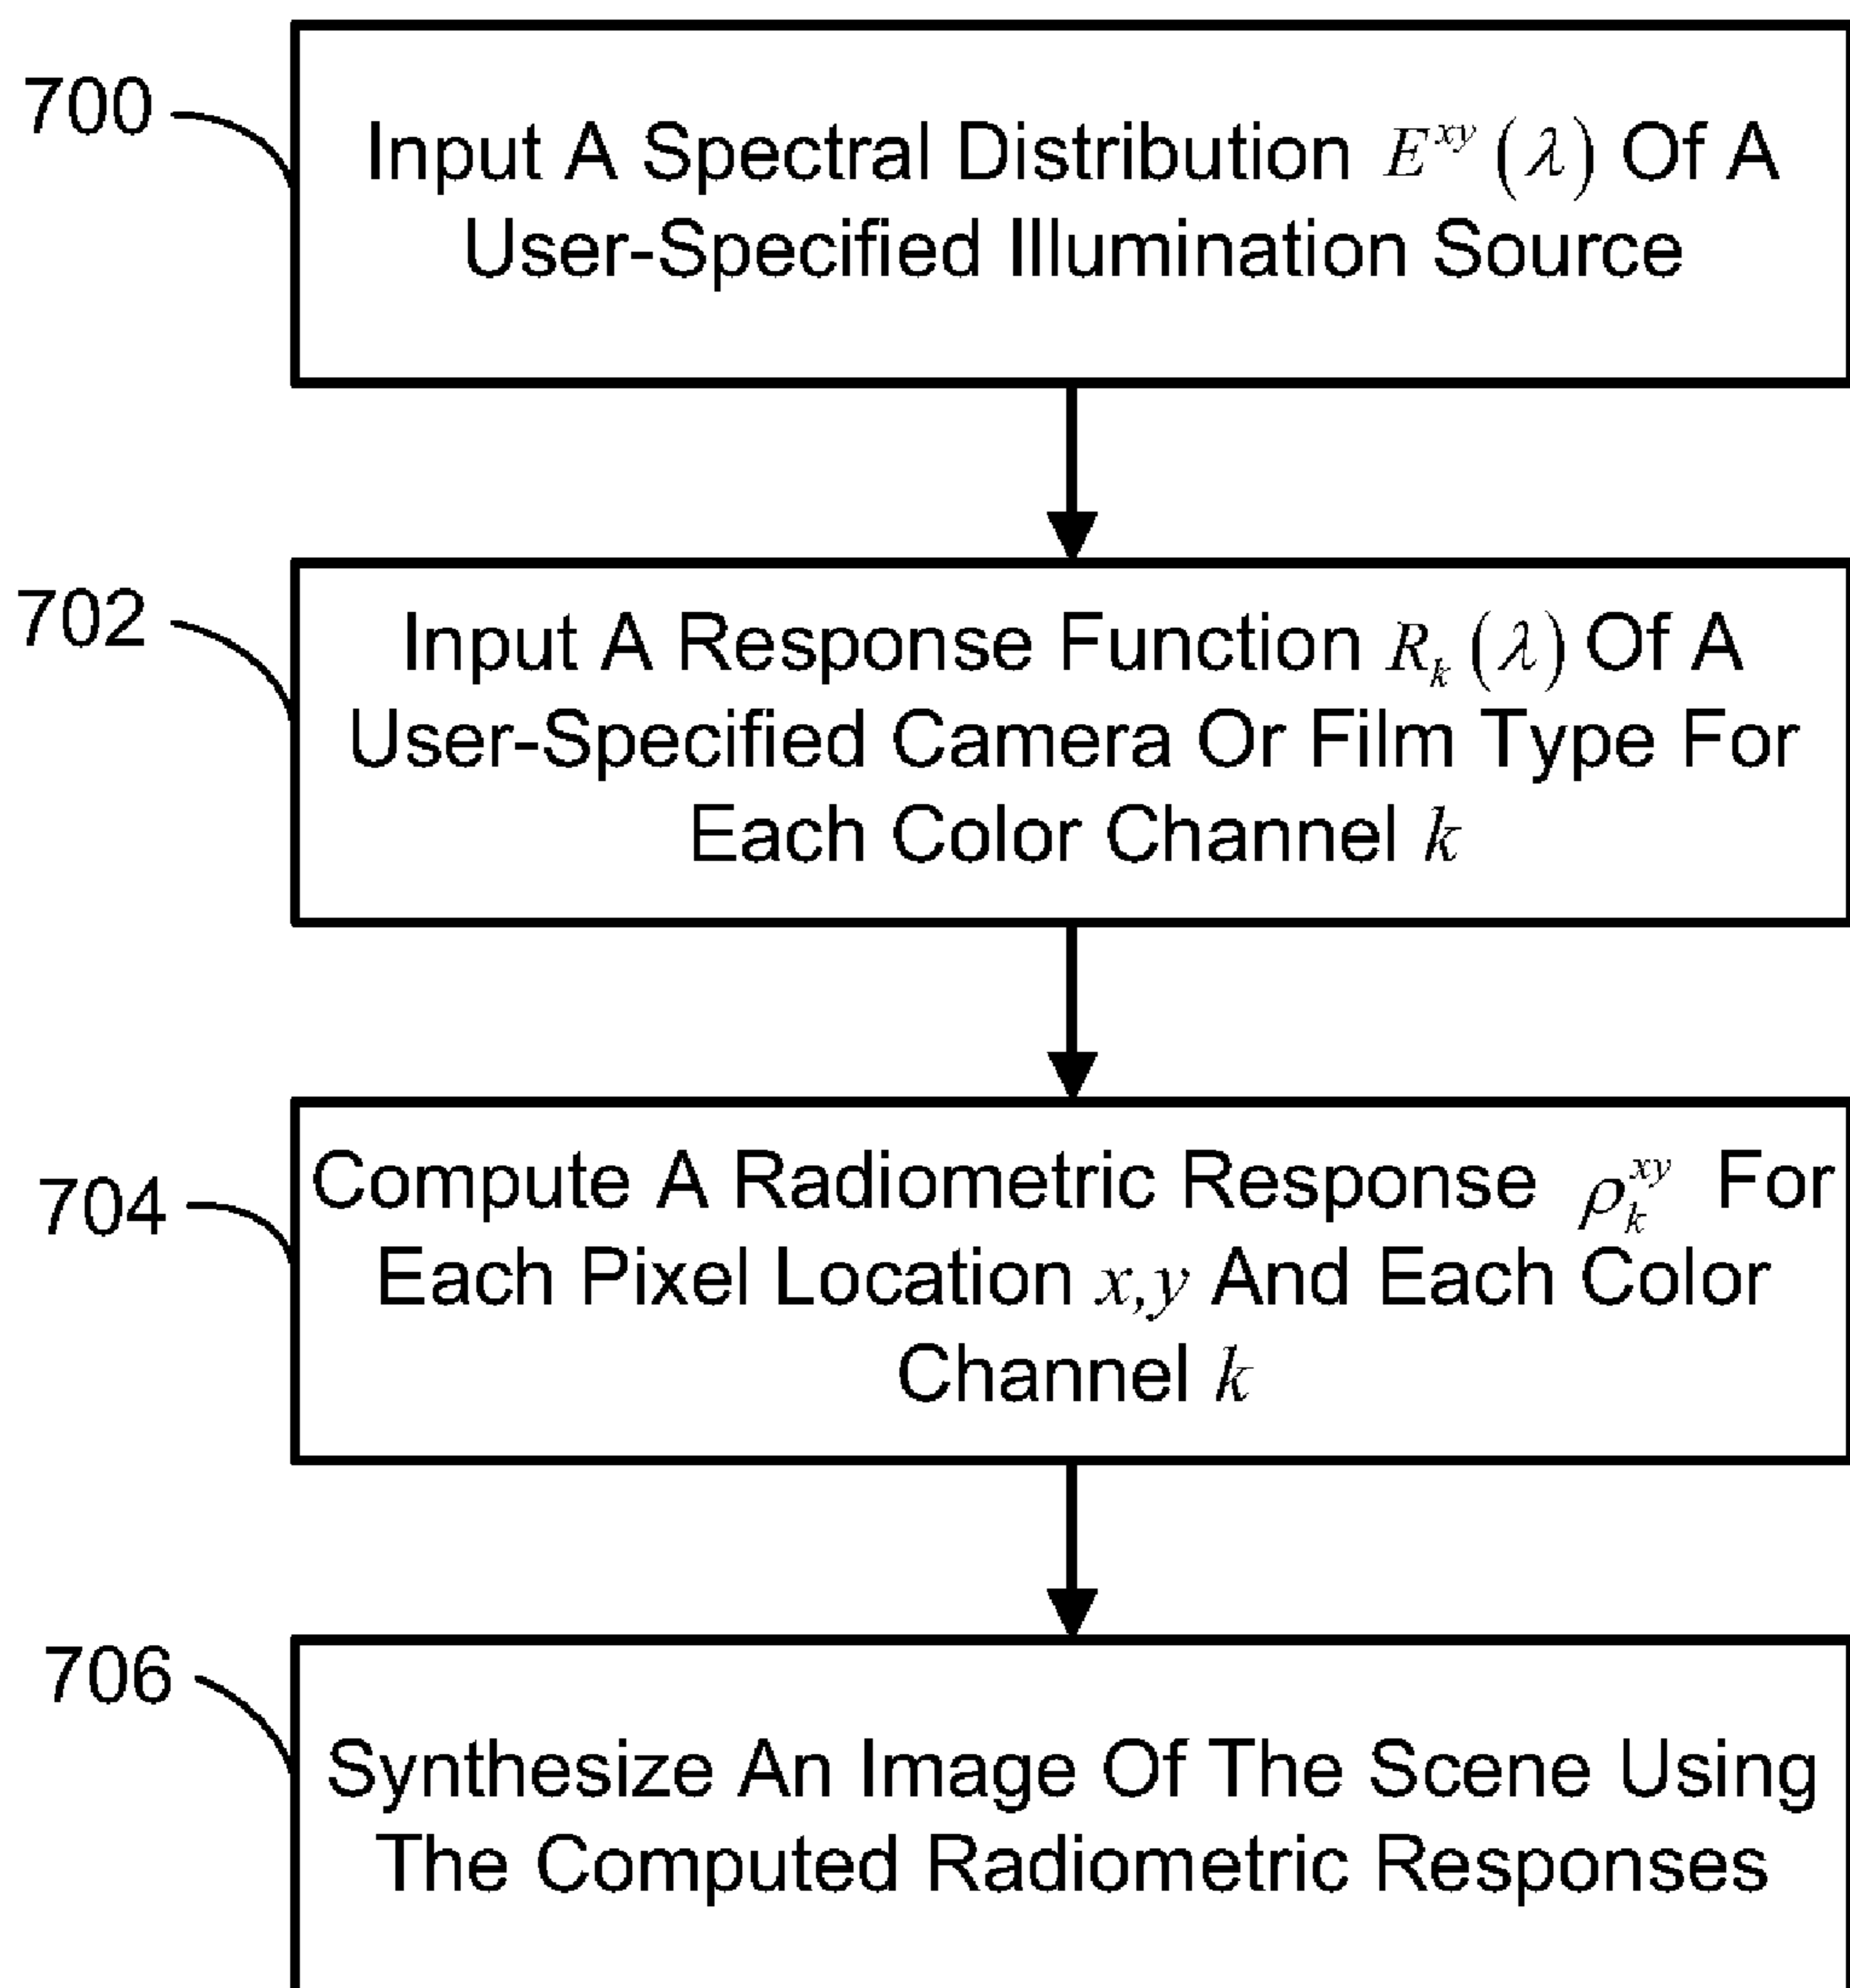 700
Input A Spectral Distribution E^{xy}(λ) Of A
User-Specified Illumination Source
702
Input A Response Function R_k(λ) Of A
User-Specified Camera Or Film Type For
Each Color Channel k
704
Compute A Radiometric Response ρ_k^{xy} For
Each Pixel Location x,y And Each Color
Channel k
706
Synthesize An Image Of The Scene Using
The Computed Radiometric Responses